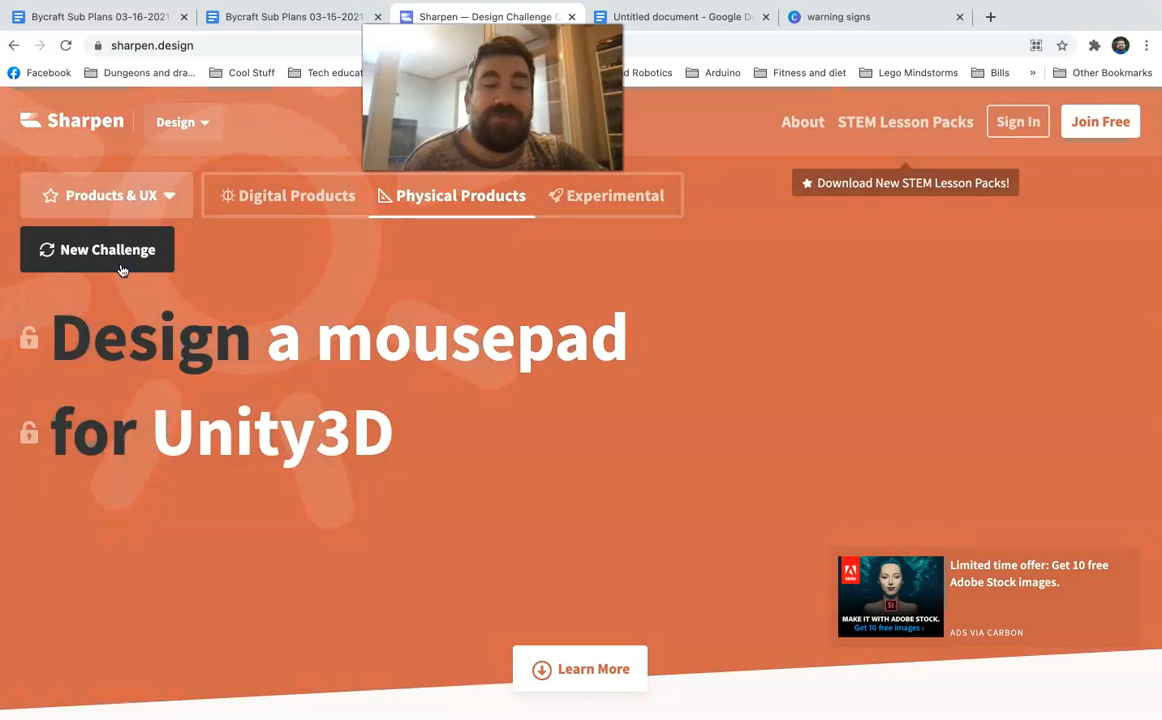 Bycraft Sub Plans 03-16-2021
Bycraft Sub Plans 03-15-2021
Sharpen — Design Challenge G
Untitled document - Google D
warning signs
sharpen.design
Facebook
Dungeons and dra...
Cool Stuff
Tech educat
d Robotics
Arduino
Fitness and diet
Lego Mindstorms
Bills
»
Other Bookmarks
Sharpen
Design
About
STEM Lesson Packs
Sign In
Join Free
Download New STEM Lesson Packs!
Products & UX
Digital Products
Physical Products
Experimental
New Challenge
Design a mousepad
for Unity3D
Limited time offer: Get 10 free
Adobe Stock images.
ADS VIA CARBON
Adobe
St
MAKE IT WITH ADOBE STOCK.
Get 10 free images ›
Learn More